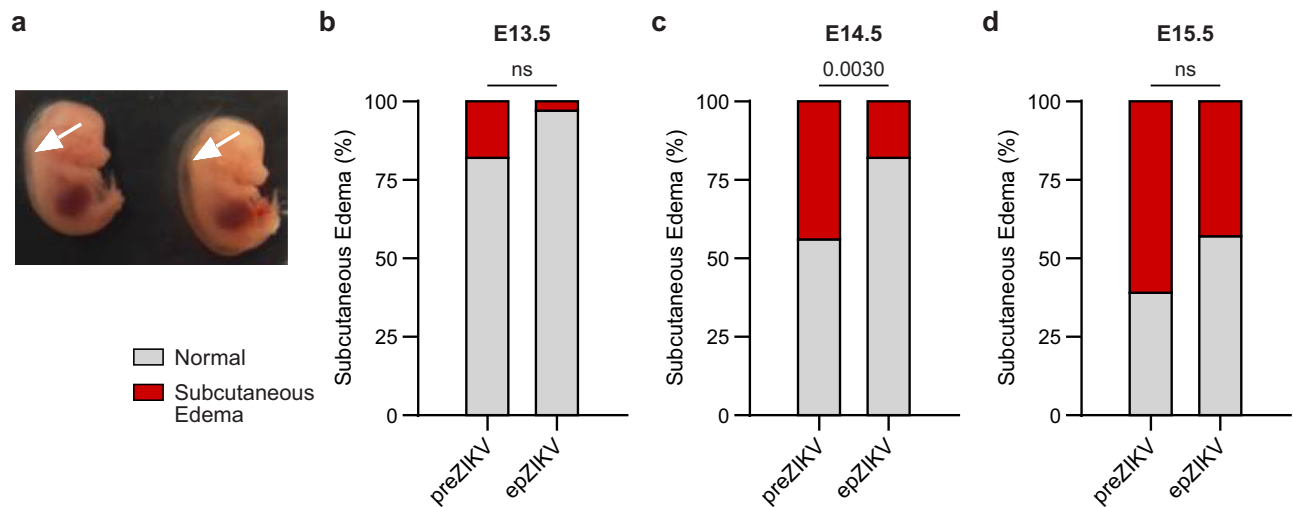 a
Normal
Subcutaneous
Edema
b
E13.5
ns
Subcutaneous Edema (%)
100
75
50
25
0
preZIKV
epZIKV
c
E14.5
0.0030
Subcutaneous Edema (%)
100
75
50
25
0
preZIKV
epZIKV
d
E15.5
ns
Subcutaneous Edema (%)
100
75
50
25
0
preZIKV
epZIKV